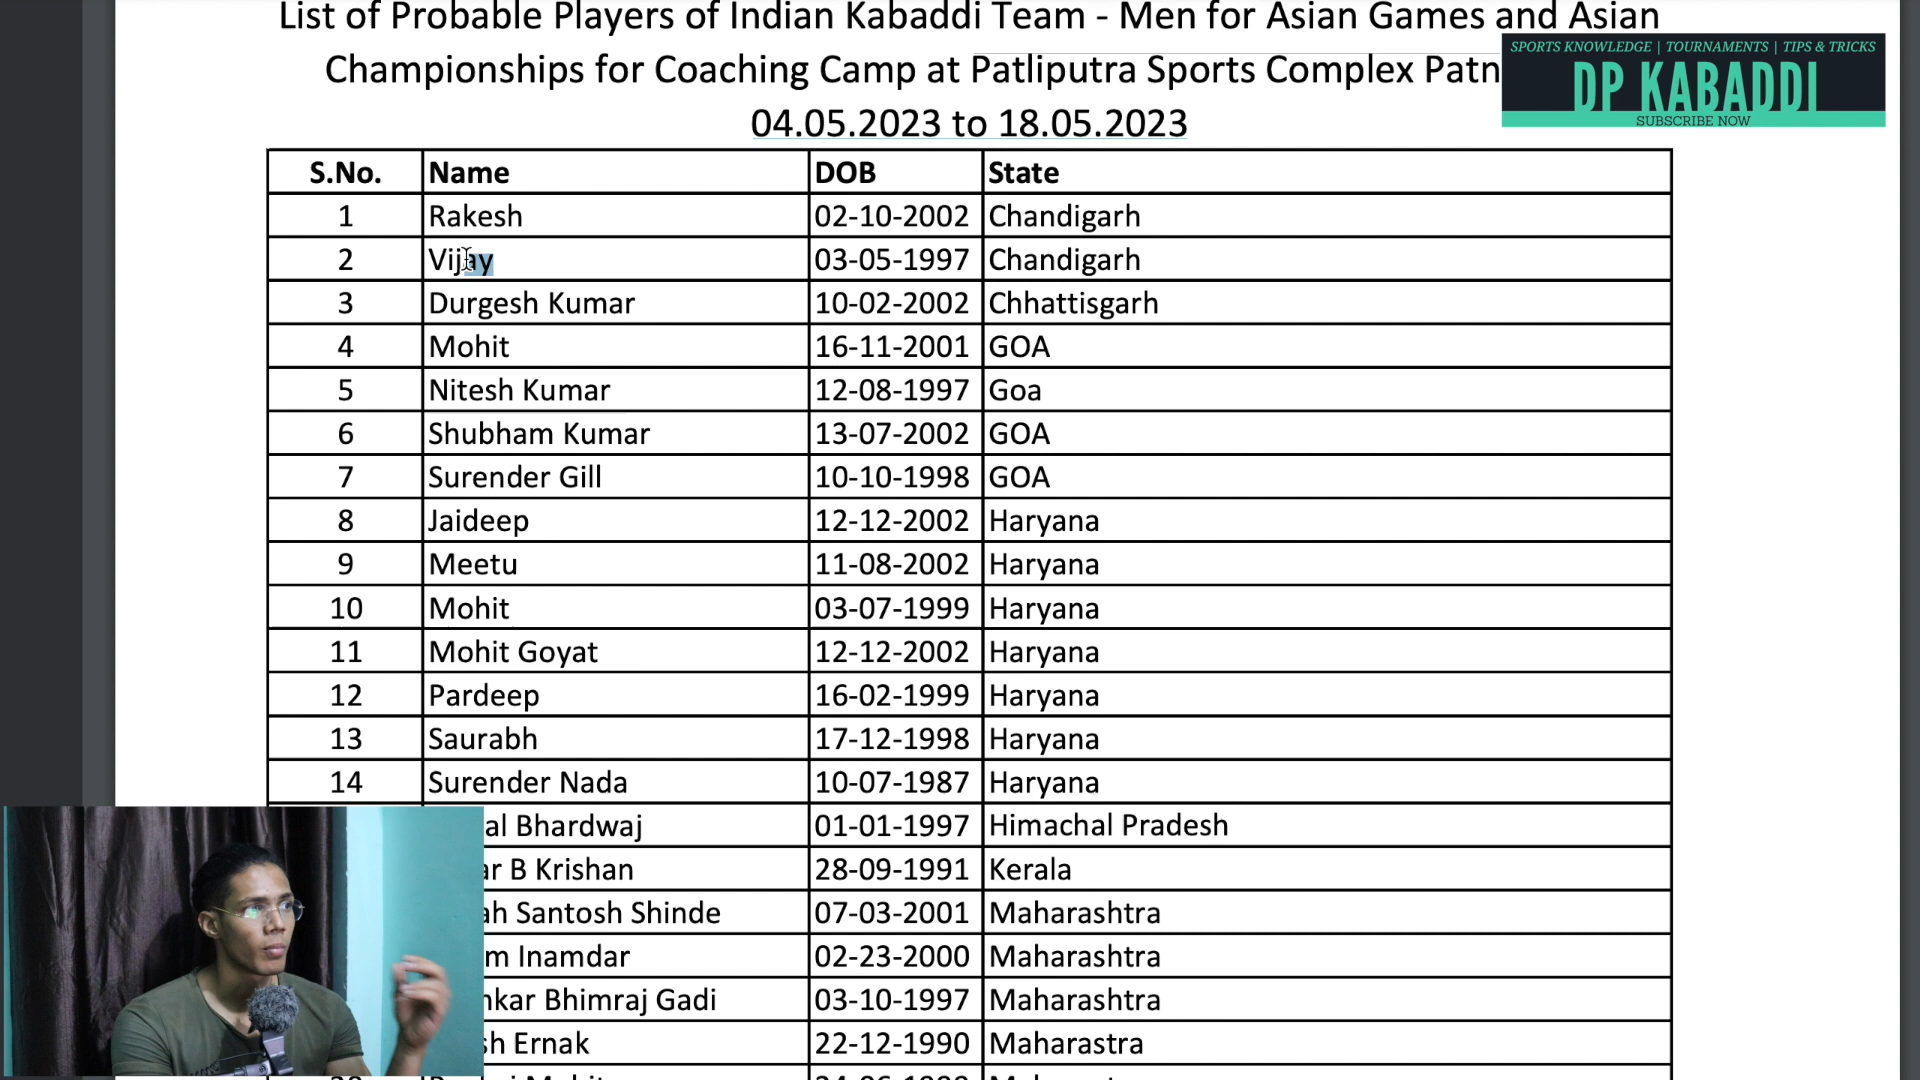 List of Probable Players of Indian Kabaddi Team - Men for Asian Games and Asian
Championships for Coaching Camp at Patliputra Sports Complex Patn
04.05.2023 to 18.05.2023
SPORTS KNOWLEDGE | TOURNAMENTS | TIPS & TRICKS
DP KABADDI
SUBSCRIBE NOW
S.No. Name DOB State
1 Rakesh 02-10-2002 Chandigarh
2 Vijay 03-05-1997 Chandigarh
3 Durgesh Kumar 10-02-2002 Chhattisgarh
4 Mohit 16-11-2001 GOA
5 Nitesh Kumar 12-08-1997 Goa
6 Shubham Kumar 13-07-2002 GOA
7 Surender Gill 10-10-1998 GOA
8 Jaideep 12-12-2002 Haryana
9 Meetu 11-08-2002 Haryana
10 Mohit 03-07-1999 Haryana
11 Mohit Goyat 12-12-2002 Haryana
12 Pardeep 16-02-1999 Haryana
13 Saurabh 17-12-1998 Haryana
14 Surender Nada 10-07-1987 Haryana
al Bhardwaj 01-01-1997 Himachal Pradesh
ar B Krishan 28-09-1991 Kerala
ah Santosh Shinde 07-03-2001 Maharashtra
m Inamdar 02-23-2000 Maharashtra
nkar Bhimraj Gadi 03-10-1997 Maharashtra
sh Ernak 22-12-1990 Maharastra